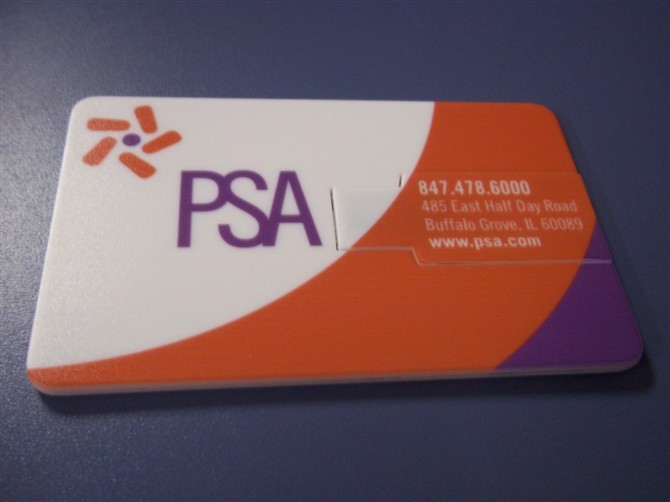 PSA
847.478.6000
485 East Half Day Road
Buffalo Grove, IL 60089
www.psa.com